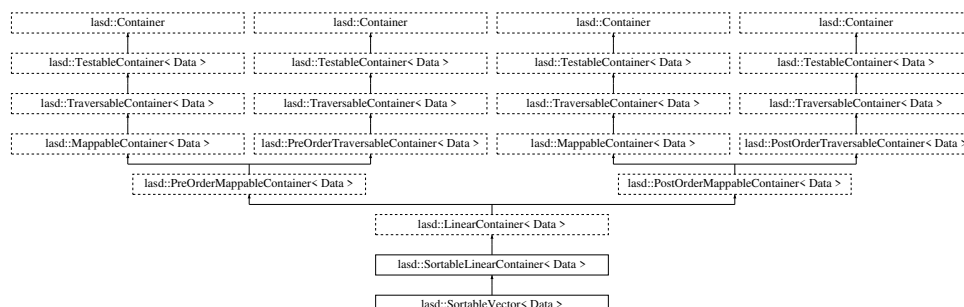 lasd::Container lasd::Container lasd::Container lasd::Container
lasd::TestableContainer< Data > lasd::TestableContainer< Data > lasd::TestableContainer< Data > lasd::TestableContainer< Data >
lasd::TraversableContainer< Data > lasd::TraversableContainer< Data > lasd::TraversableContainer< Data > lasd::TraversableContainer< Data >
lasd::MappableContainer< Data > lasd::PreOrderTraversableContainer< Data > lasd::MappableContainer< Data > lasd::PostOrderTraversableContainer< Data >
lasd::PreOrderMappableContainer< Data > lasd::PostOrderMappableContainer< Data >
lasd::LinearContainer< Data >
lasd::SortableLinearContainer< Data >
lasd::SortableVector< Data >